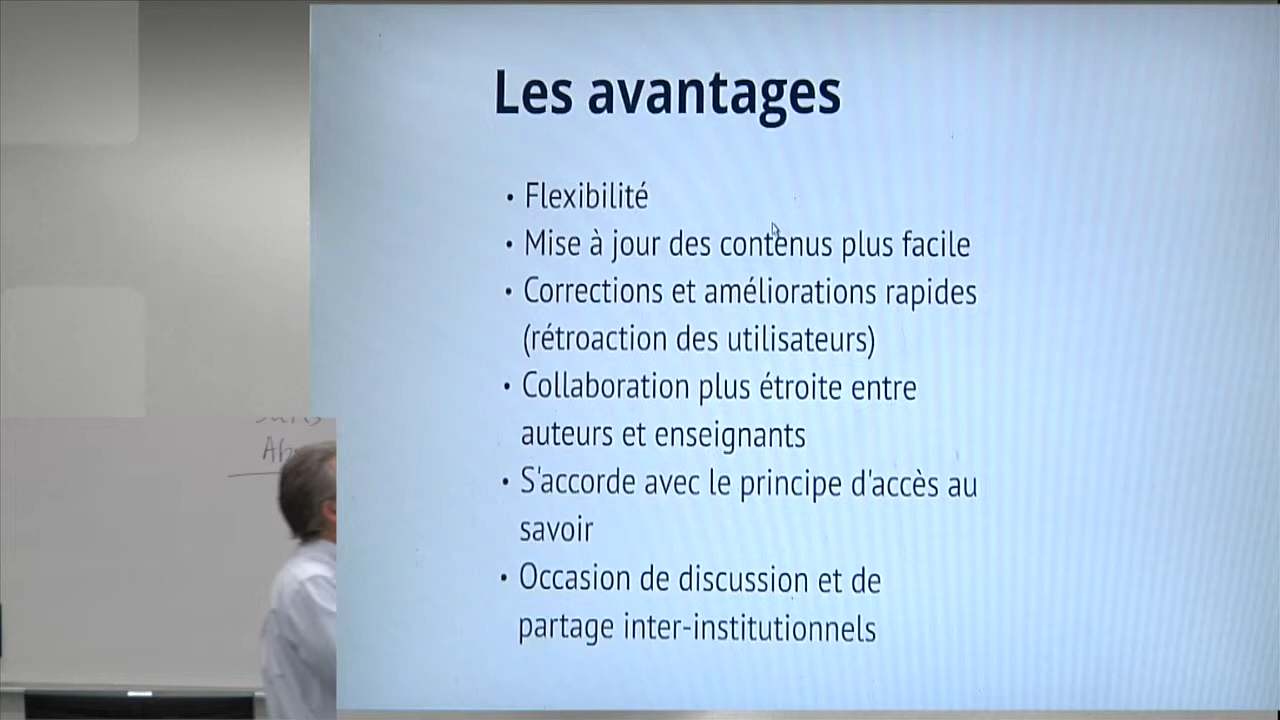 Les avantages
• Flexibilité
• Mise à jour des contenus plus facile
• Corrections et améliorations rapides
(rétroaction des utilisateurs)
• Collaboration plus étroite entre
auteurs et enseignants
• S'accorde avec le principe d'accès au
savoir
• Occasion de discussion et de
partage inter-institutionnels